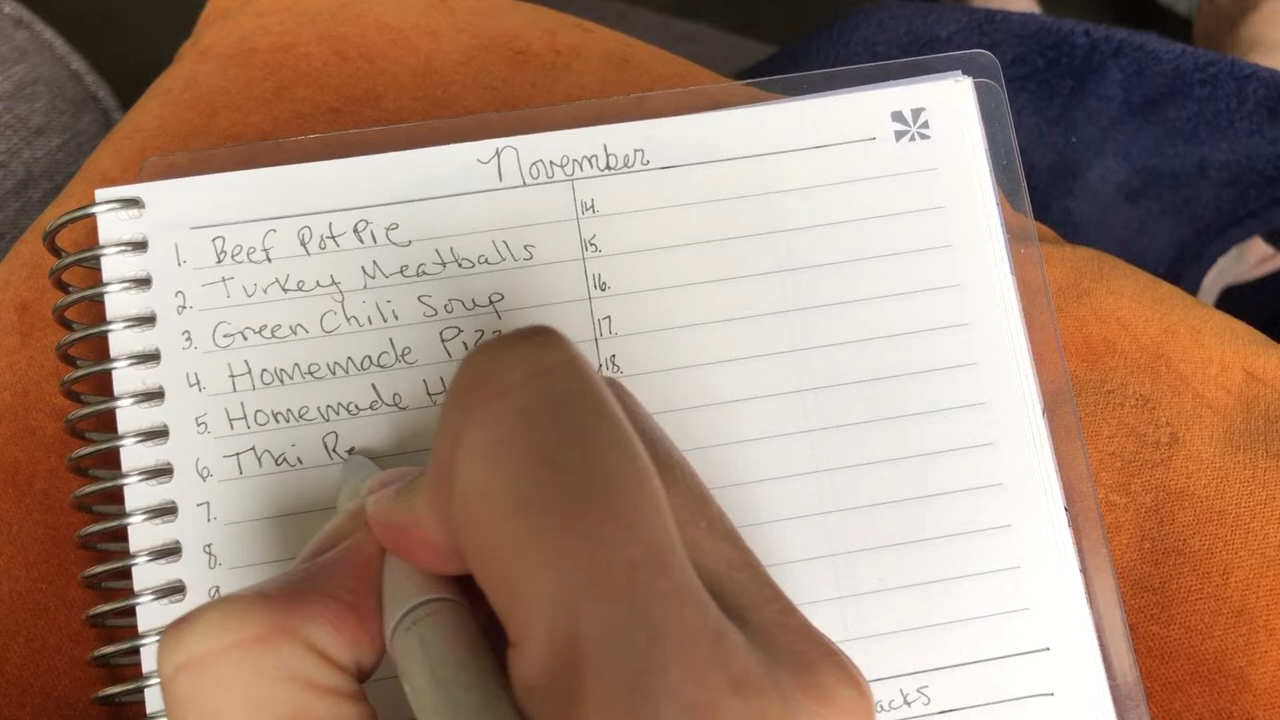 November
1. Beef Pot Pie
2. Turkey Meatballs
3. Green Chili Soup
4. Homemade
5. Homemade
6. Thai
7.
8.
9
14.
15.
16.
17.
18.